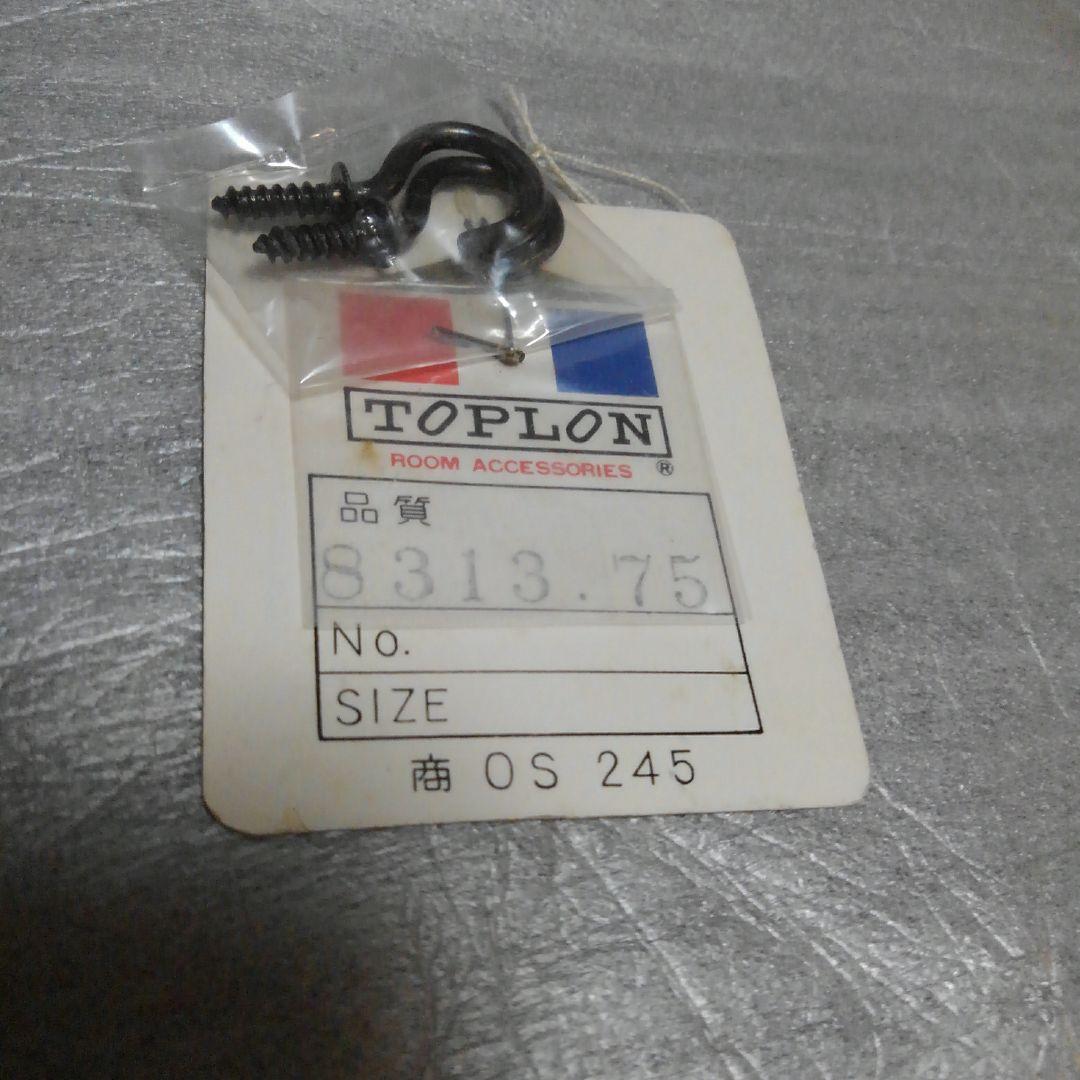 TOPLON
ROOM ACCESSORIES ®
品質
8313.75
No.
SIZE
商 OS 245